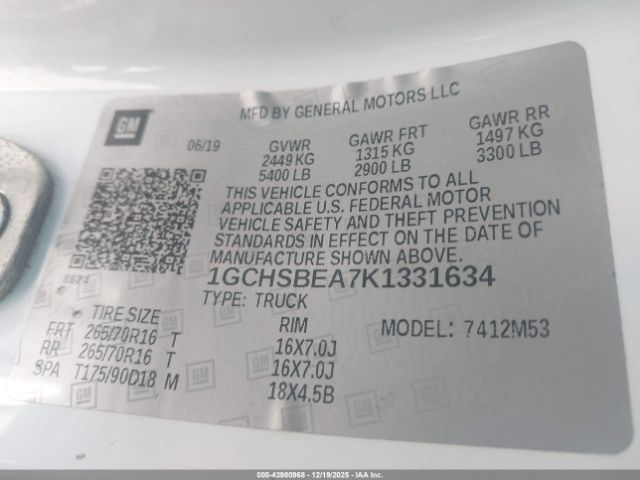 GM
MFD BY GENERAL MOTORS LLC
06/19 GVWR GAWR FRT GAWR RR
2449 KG 1315 KG 1497 KG
5400 LB 2900 LB 3300 LB
THIS VEHICLE CONFORMS TO ALL
APPLICABLE U.S. FEDERAL MOTOR
VEHICLE SAFETY AND THEFT PREVENTION
STANDARDS IN EFFECT ON THE DATE OF
MANUFACTURE SHOWN ABOVE.
8624
1GCHSBEA7K1331634
TYPE: TRUCK
TIRE SIZE RIM MODEL: 7412M53
FRT 265/70R16 T 16X7.0J
RR 265/70R16 T 16X7.0J
SPA T175/90D18 M 18X4.5B
000-43980968 - 12/19/2025 - IAA, Inc.